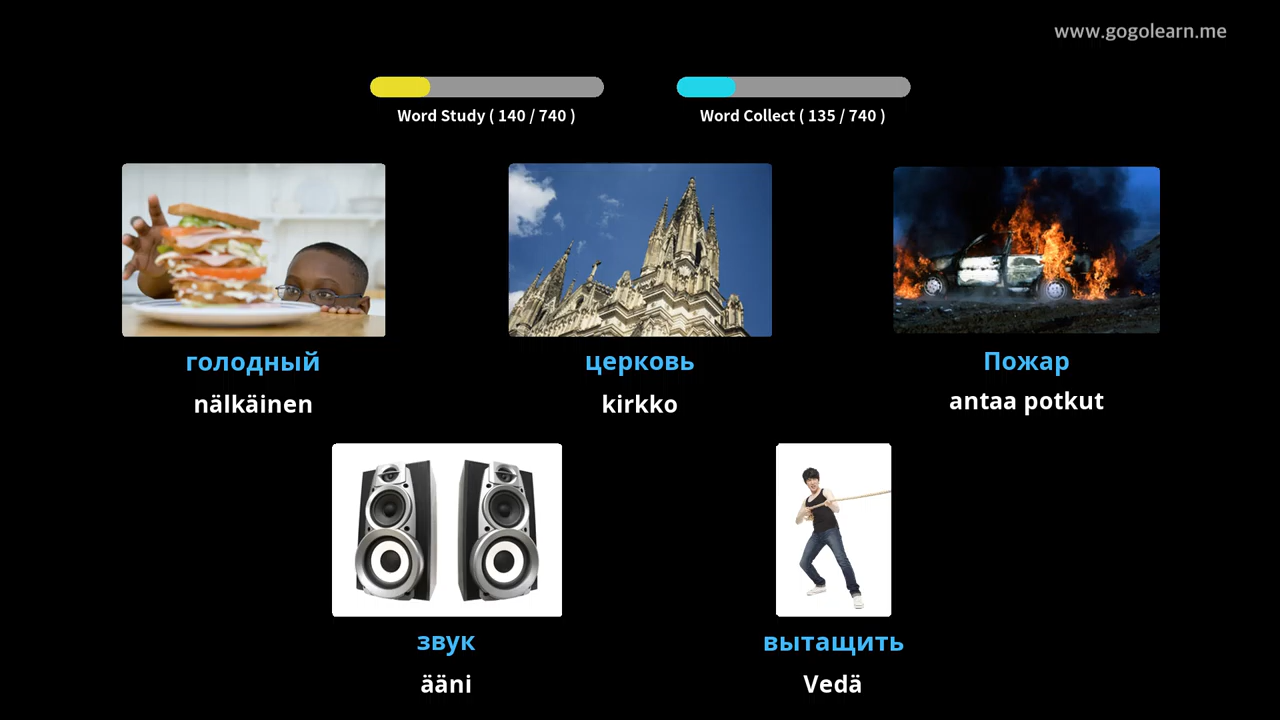 www.gogolearn.me
Word Study ( 140 / 740 )
Word Collect ( 135 / 740 )
голодный
церковь
Пожар
nälkäinen
kirkko
antaa potkut
звук
вытащить
ääni
Vedä